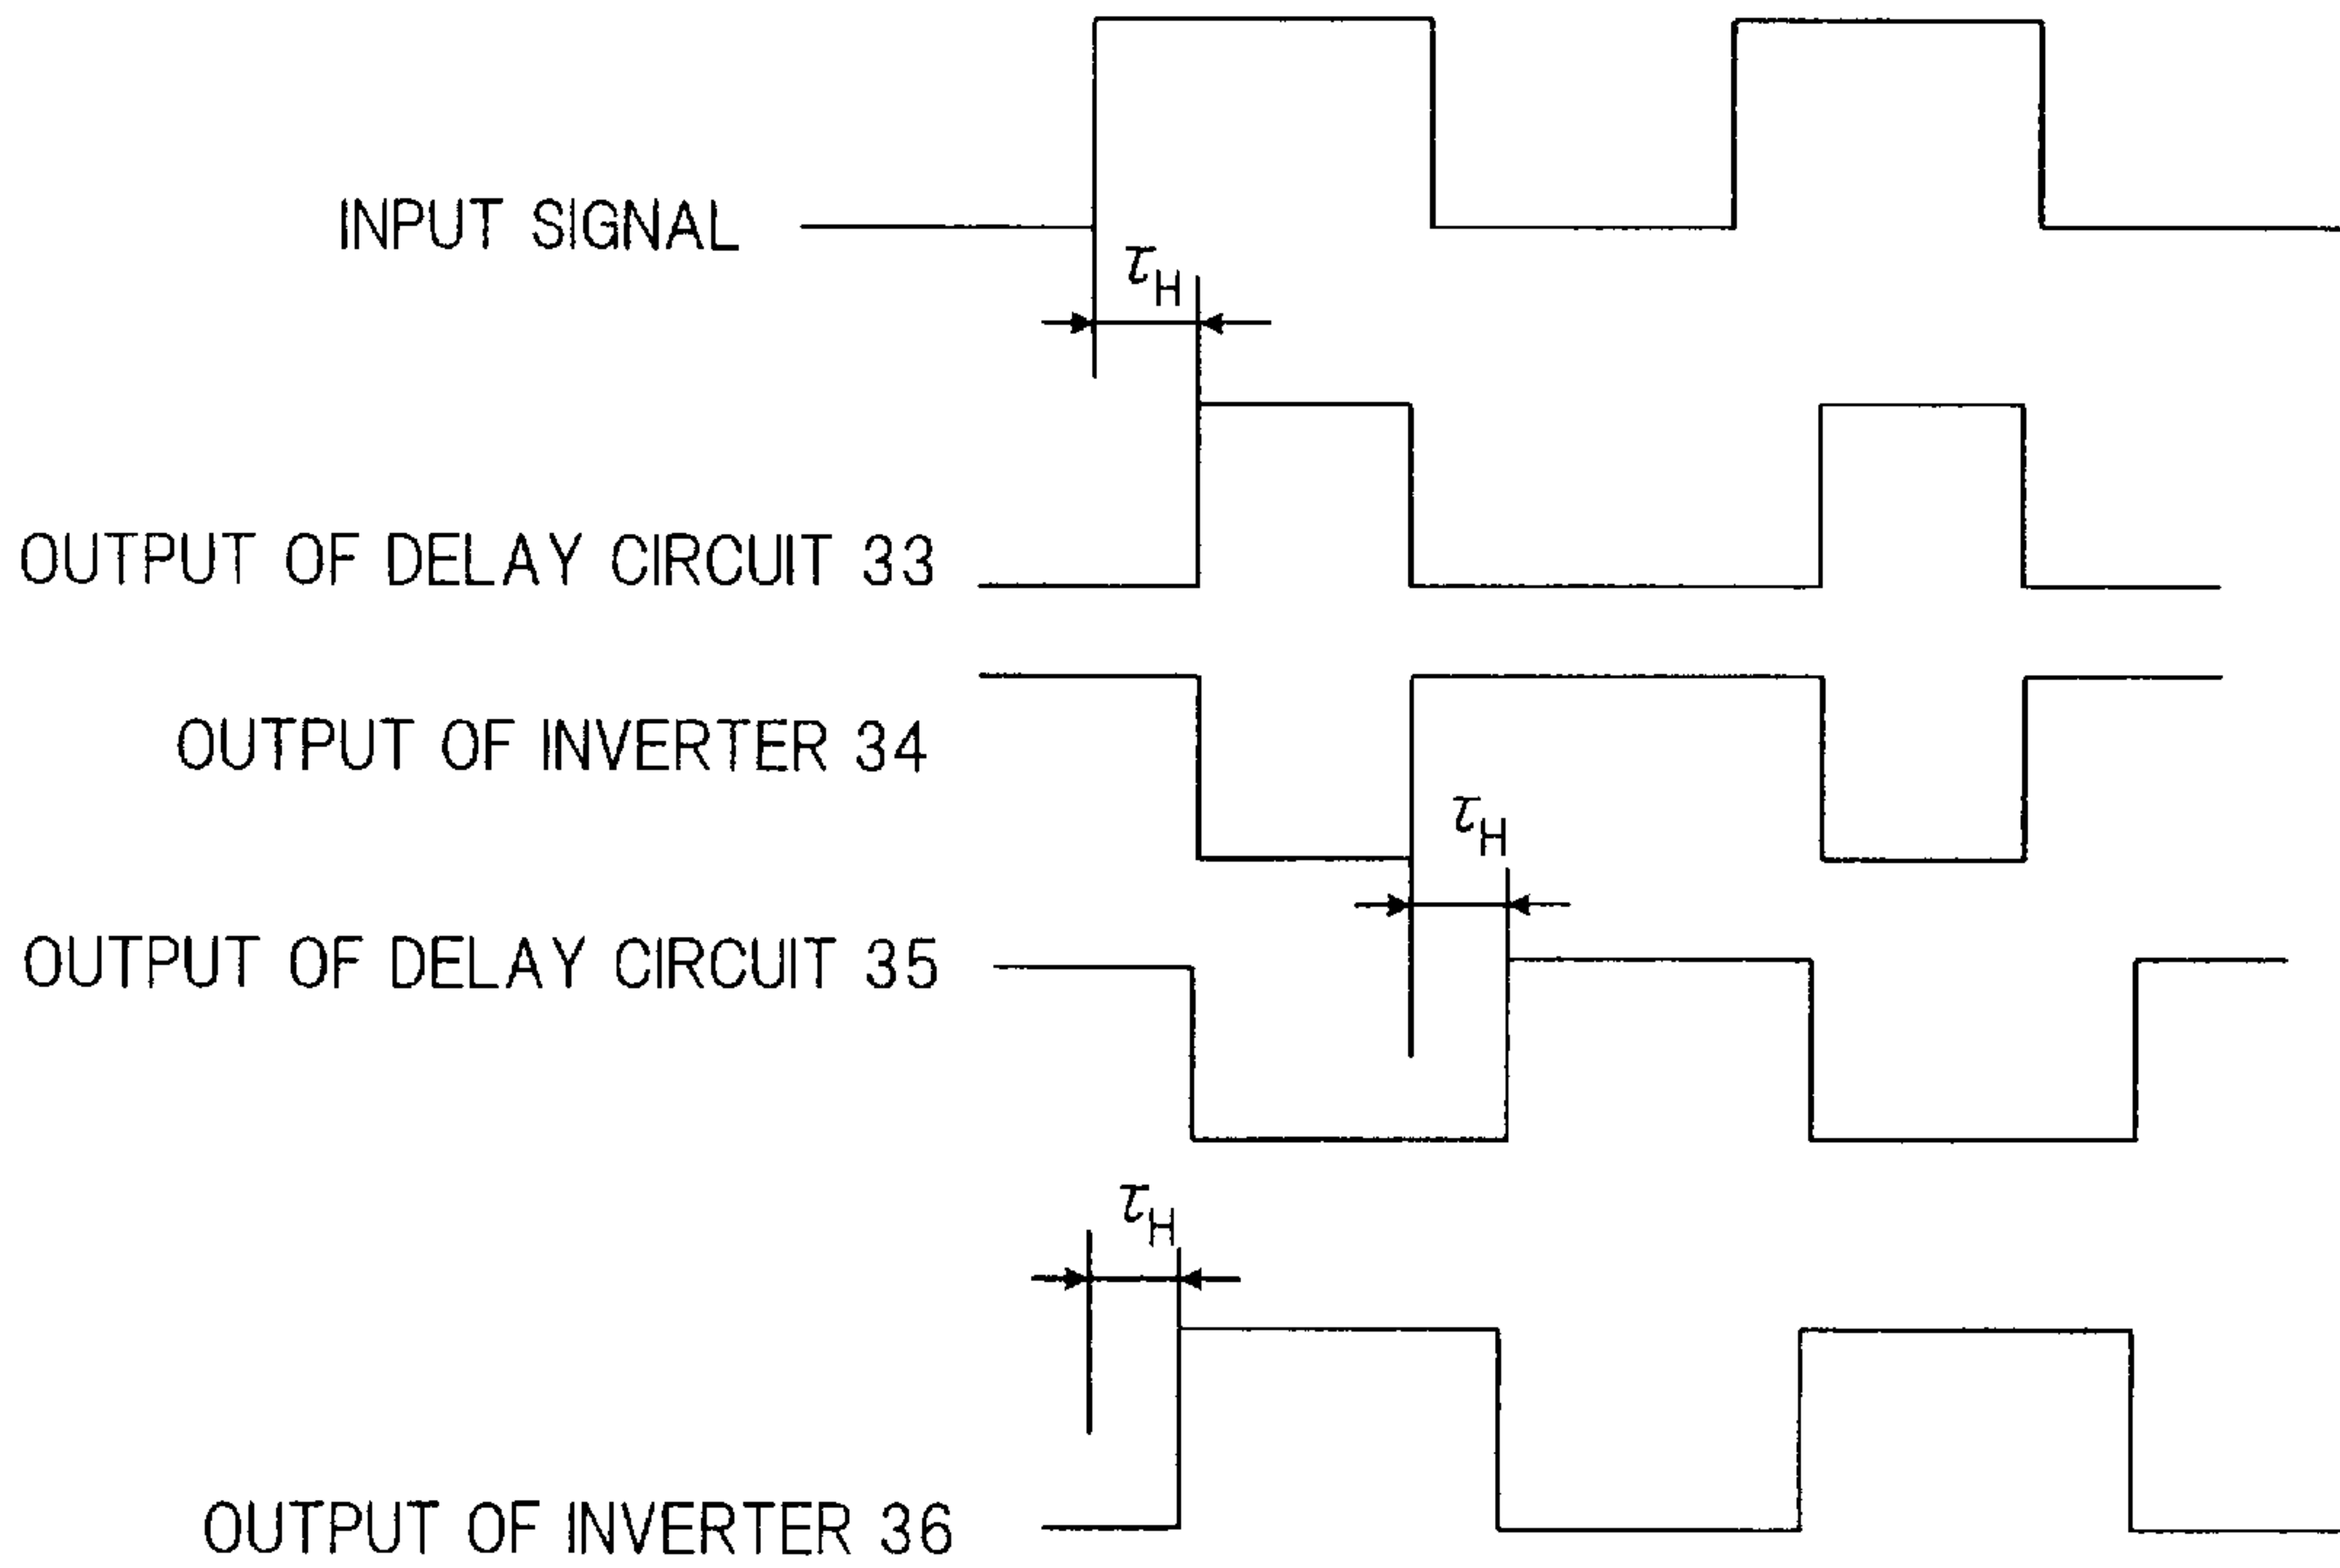 INPUT SIGNAL
τH
OUTPUT OF DELAY CIRCUIT 33
OUTPUT OF INVERTER 34
τH
OUTPUT OF DELAY CIRCUIT 35
τH
OUTPUT OF INVERTER 36